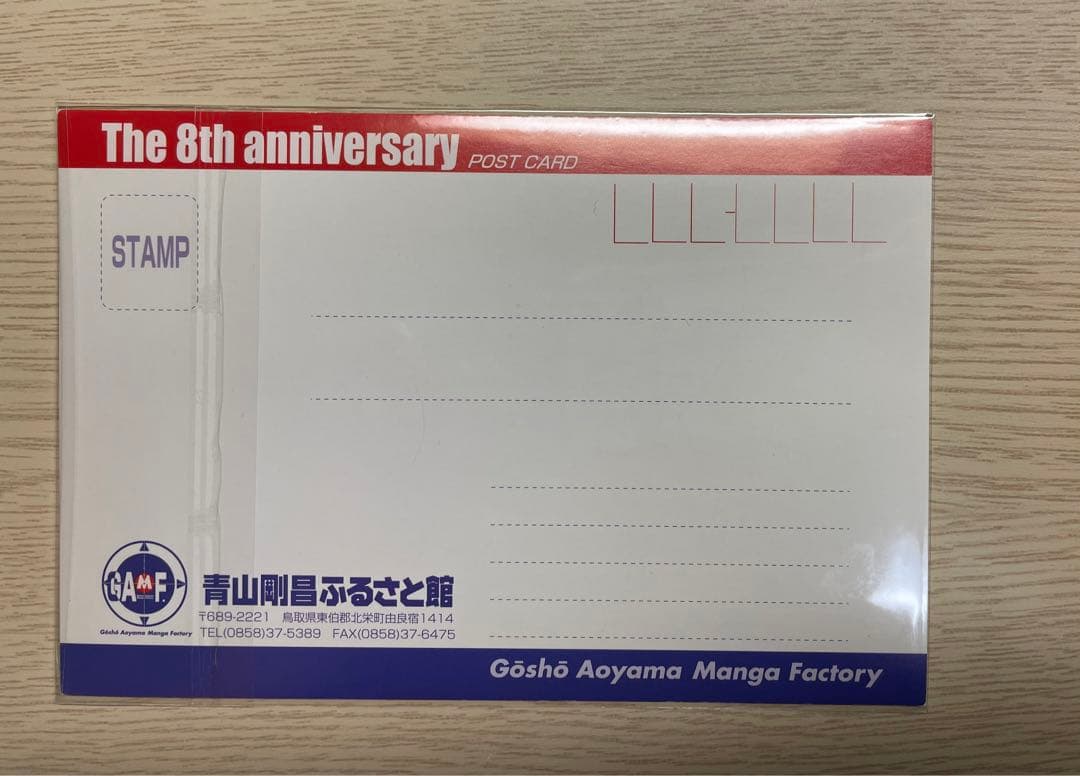 The 8th anniversary POST CARD
STAMP
GAMF
Gōshō Aoyama Manga Factory
青山剛昌ふるさと館
〒689-2221 鳥取県東伯郡北栄町由良宿1414
TEL(0858)37-5389 FAX(0858)37-6475
Gōshō Aoyama Manga Factory